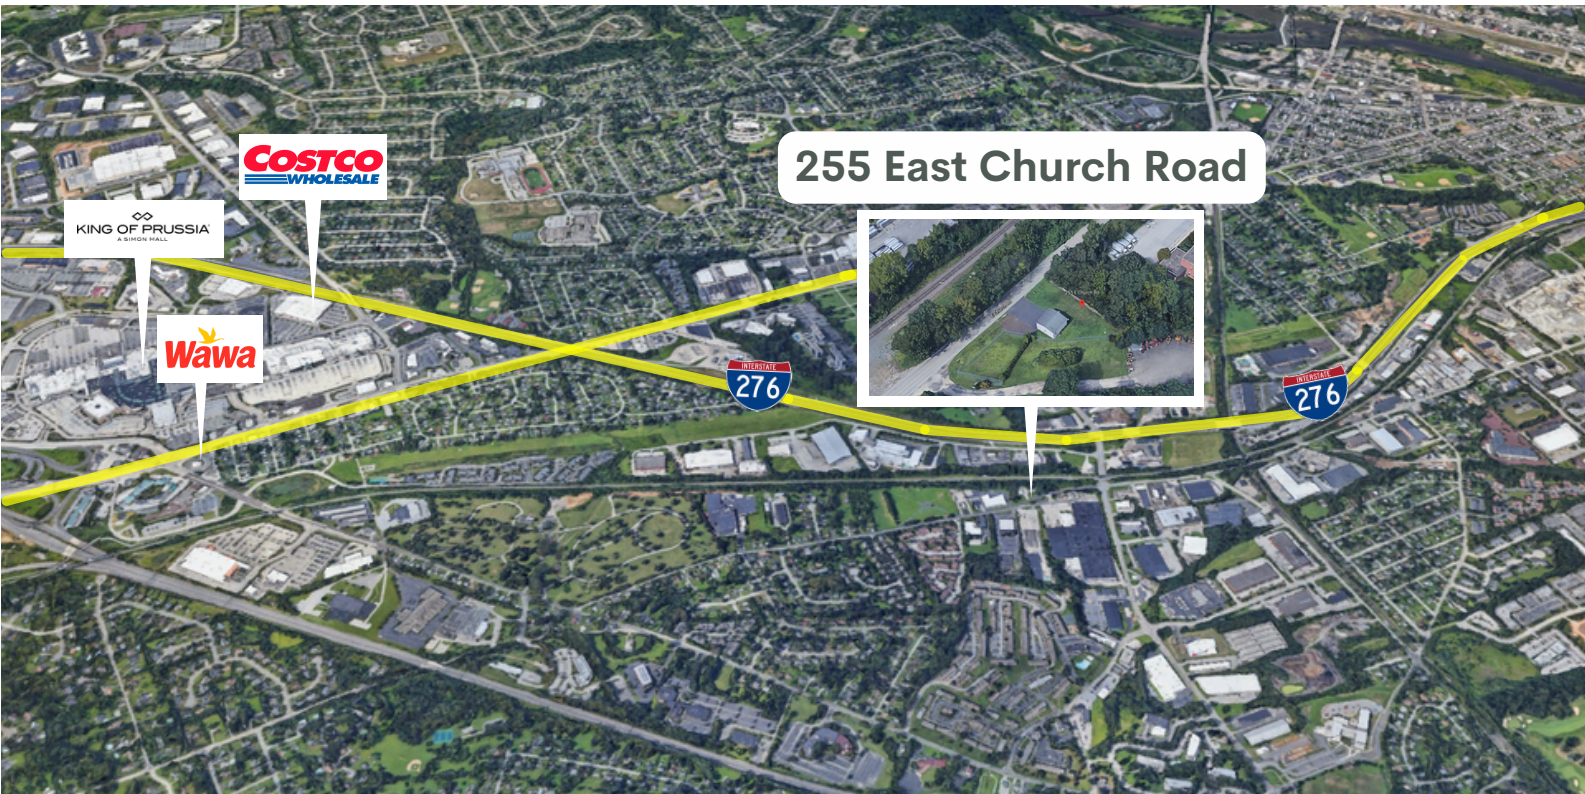 COSTCO
WHOLESALE
KING OF PRUSSIA
A SIMON MALL
Wawa
255 East Church Road
INTERSTATE
276
INTERSTATE
276